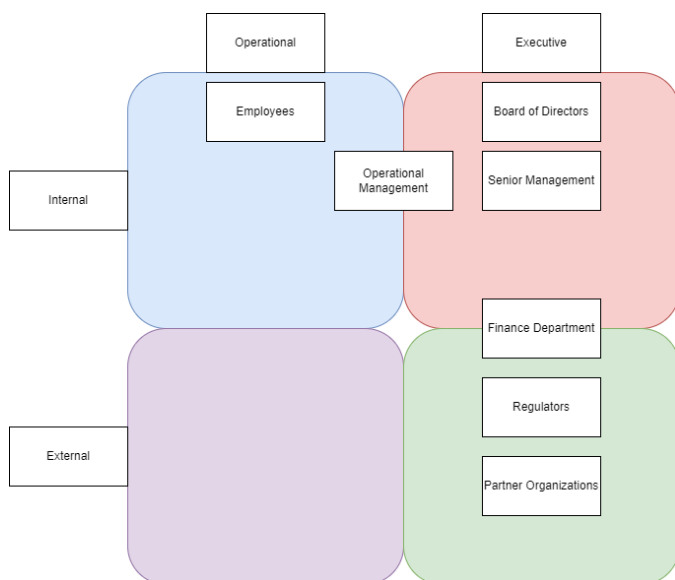 Operational
Executive
Employees
Board of Directors
Operational
Management
Senior Management
Internal
Finance Department
Regulators
External
Partner Organizations